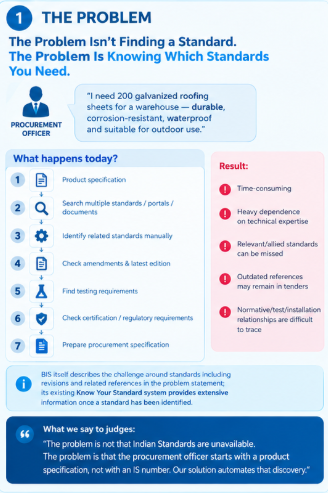 1 THE PROBLEM
The Problem Isn't Finding a Standard.
The Problem Is Knowing Which Standards
You Need.
PROCUREMENT
OFFICER
"I need 200 galvanized roofing
sheets for a warehouse — durable,
corrosion-resistant, waterproof
and suitable for outdoor use."
What happens today?
1 Product specification
2 Search multiple standards / portals /
documents
3 Identify related standards manually
4 Check amendments & latest edition
5 Find testing requirements
6 Check certification / regulatory requirements
7 Prepare procurement specification
Result:
Time-consuming
Heavy dependence
on technical expertise
Relevant/allied standards
can be missed
Outdated references
may remain in tenders
Normative/test/installation
relationships are difficult
to trace
BIS itself describes the challenge around standards including
revisions and related references in the problem statement;
its existing Know Your Standard system provides extensive
information once a standard has been identified.
What we say to judges:
"The problem is not that Indian Standards are unavailable.
The problem is that the procurement officer starts with a product
specification, not with an IS number. Our solution automates that discovery."